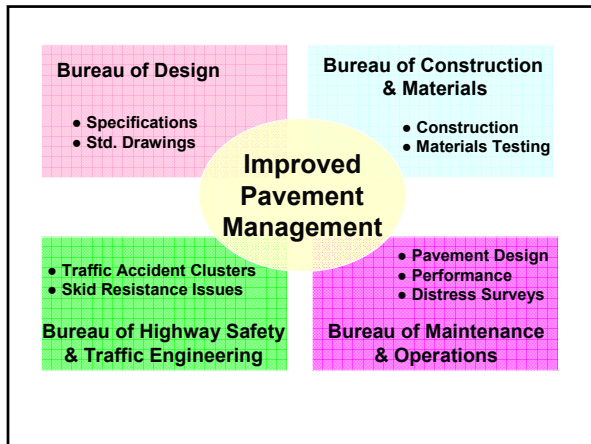 Bureau of Design
● Specifications
● Std. Drawings
Bureau of Construction
& Materials
● Construction
● Materials Testing
Improved
Pavement
Management
● Traffic Accident Clusters
● Skid Resistance Issues
Bureau of Highway Safety
& Traffic Engineering
● Pavement Design
● Performance
● Distress Surveys
Bureau of Maintenance
& Operations